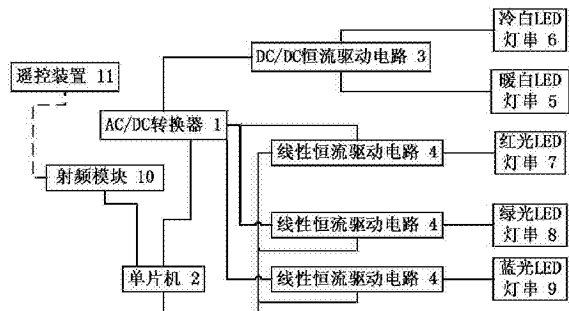 冷白LED
灯串 6
DC/DC恒流驱动电路 3
遥控装置 11
暖白LED
灯串 5
AC/DC转换器 1
红光LED
灯串 7
线性恒流驱动电路 4
射频模块 10
绿光LED
灯串 8
线性恒流驱动电路 4
单片机 2
线性恒流驱动电路 4
蓝光LED
灯串 9